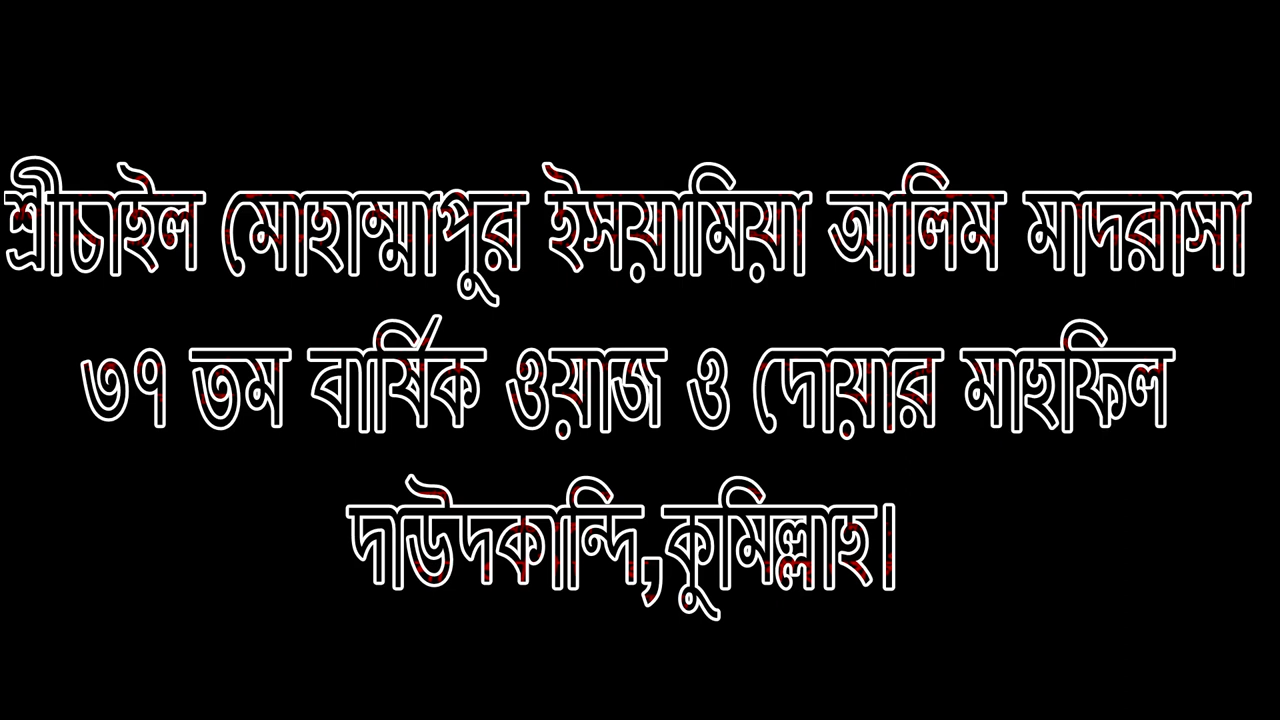 শ্রীচাইল মোহাম্মাপুর ইসয়ামিয়া আলিম মাদরাসা
৩৭ তম বার্ষিক ওয়াজ ও দোয়ার মাহফিল
দাউদকান্দি,কুমিল্লাহ।